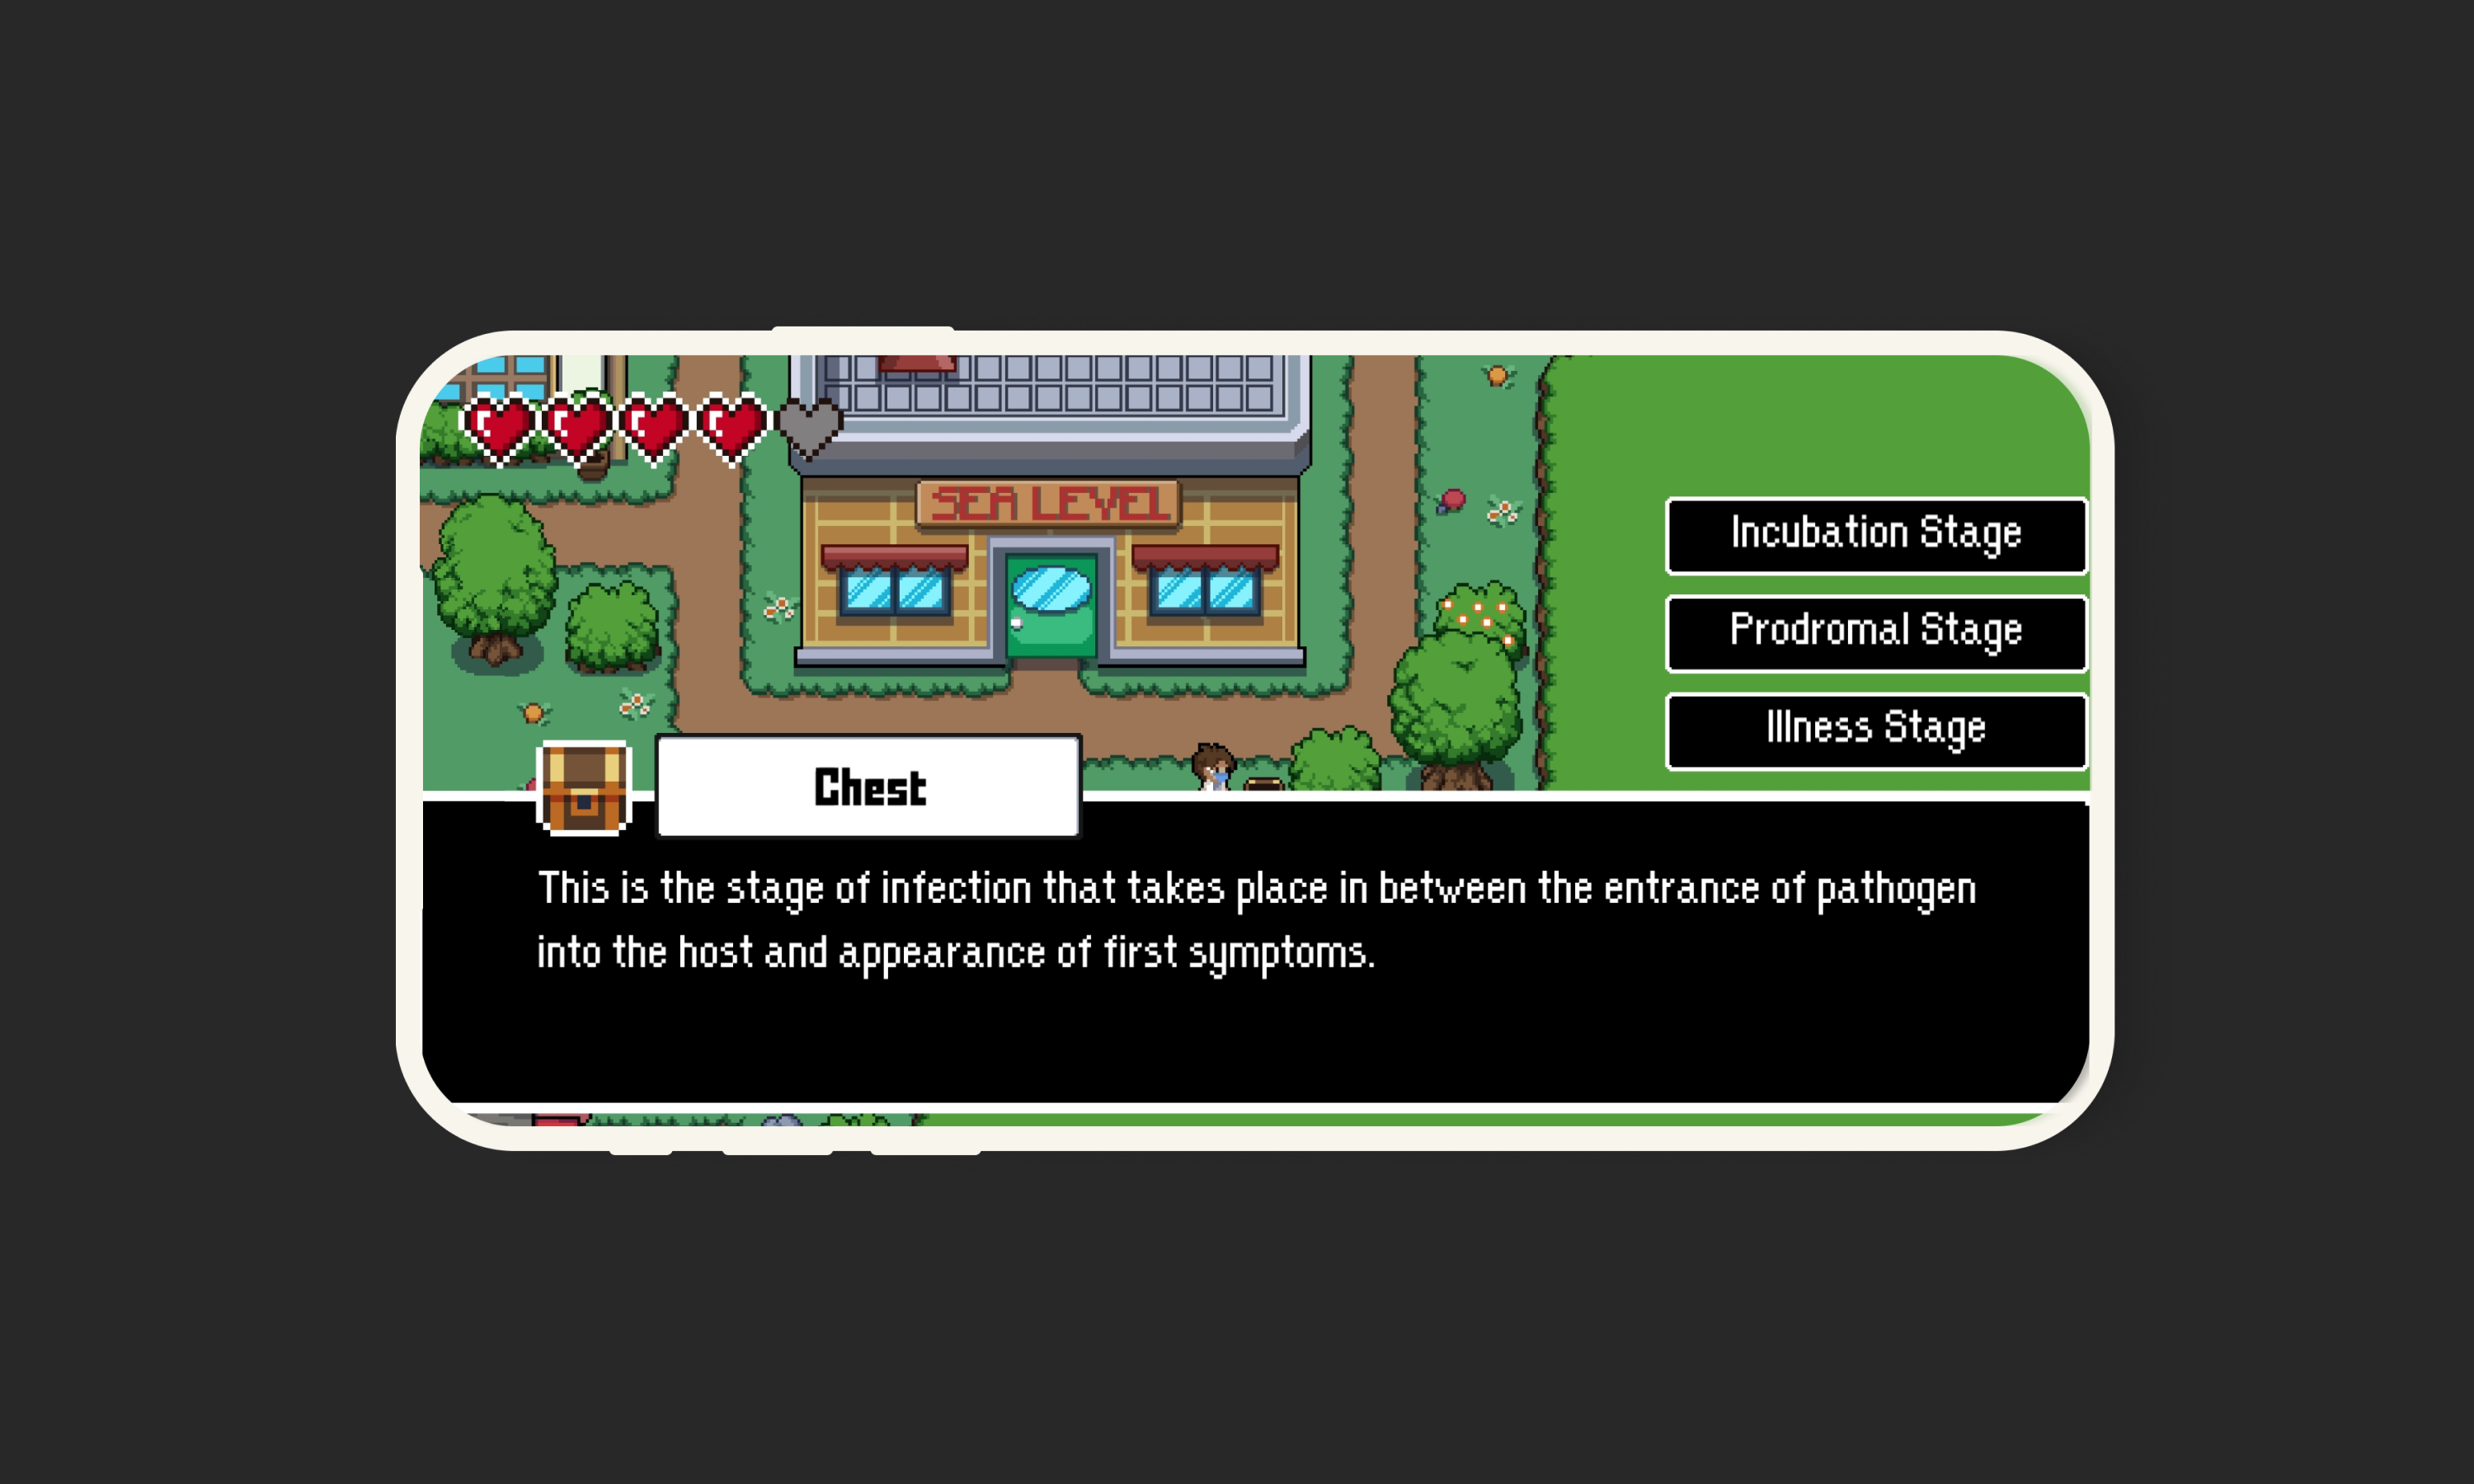 SEA LEVEL
Incubation Stage
Prodromal Stage
Illness Stage
Chest
This is the stage of infection that takes place in between the entrance of pathogen
into the host and appearance of first symptoms.